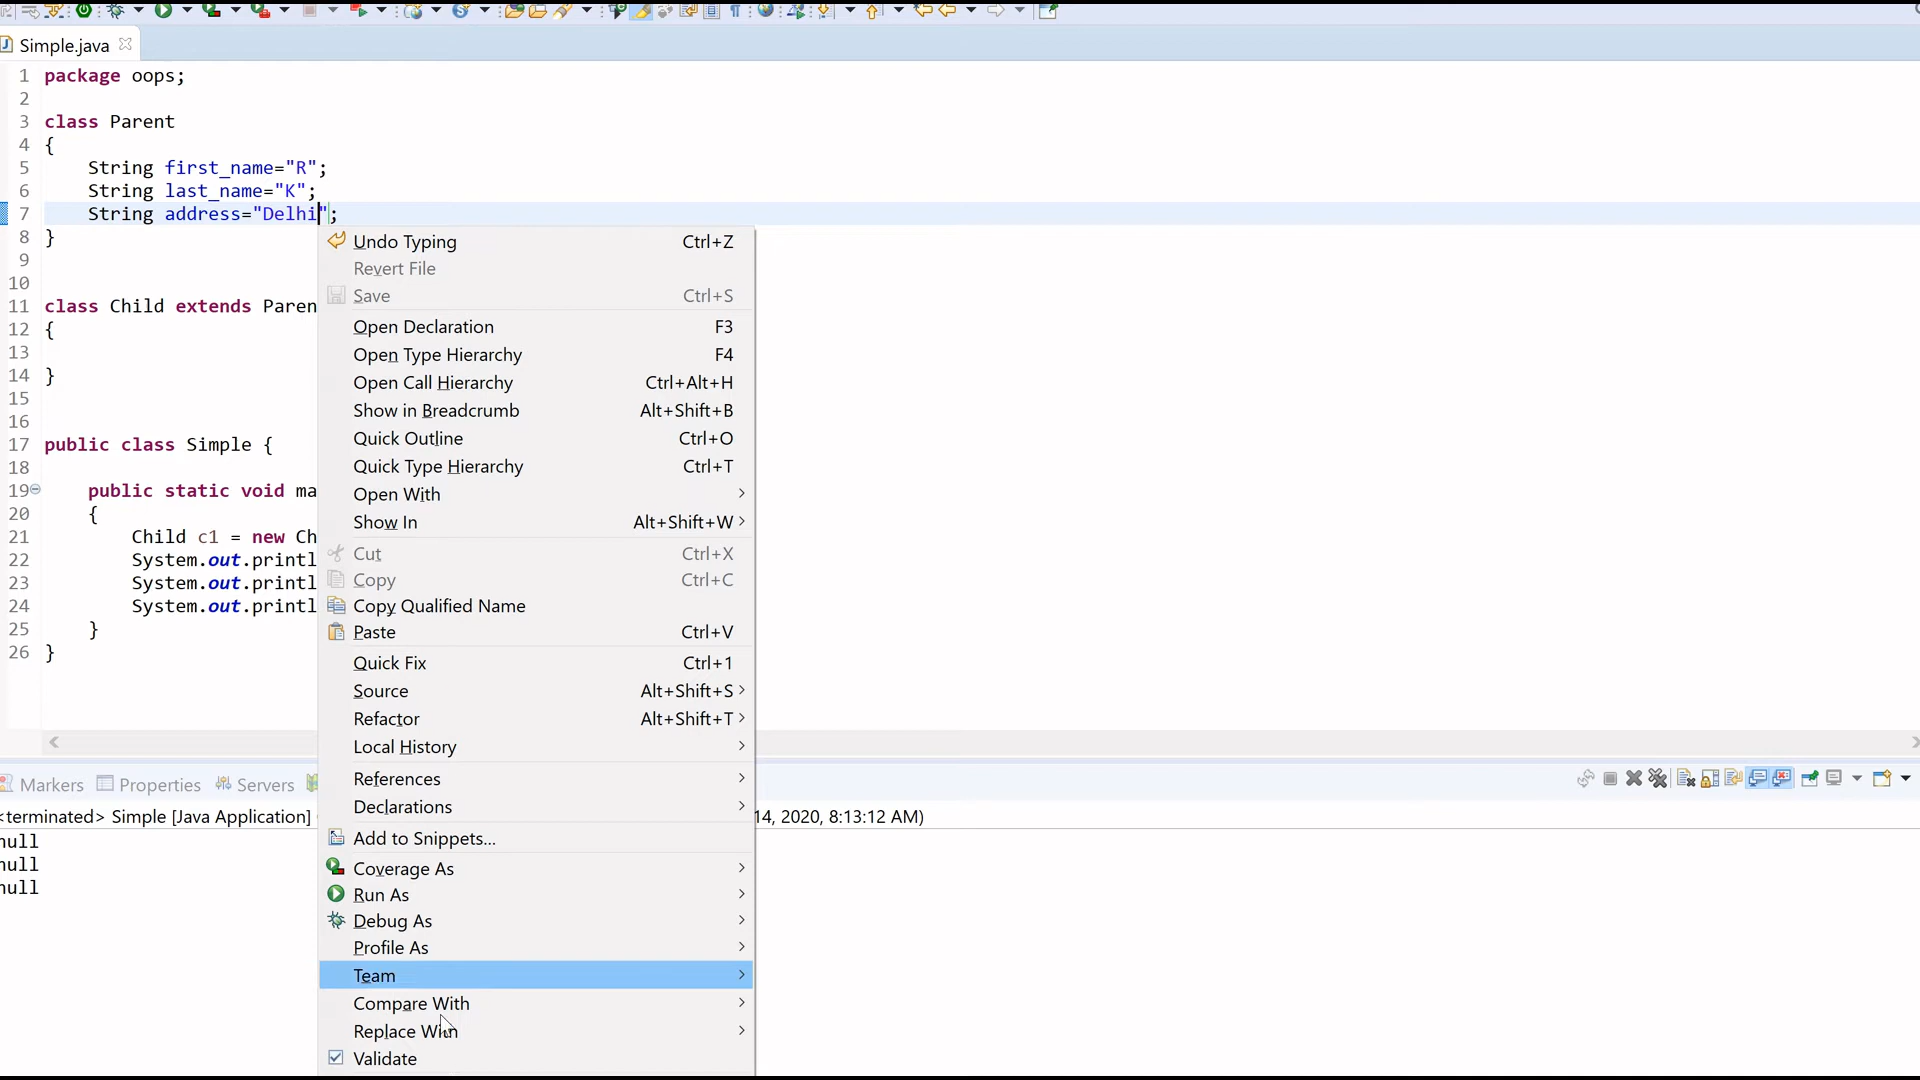 Simple.java
1 package oops;
2
3 class Parent
4 {
5 String first_name="R";
6 String last_name="K";
7 String address="Delhi";
8 }
9
10
11 class Child extends Paren
12 {
13
14 }
15
16
17 public class Simple {
18
19 public static void ma
20 {
21 Child c1 = new Ch
22 System.out.printl
23 System.out.printl
24 System.out.printl
25 }
26 }
Undo Typing Ctrl+Z
Revert File
Save Ctrl+S
Open Declaration F3
Open Type Hierarchy F4
Open Call Hierarchy Ctrl+Alt+H
Show in Breadcrumb Alt+Shift+B
Quick Outline Ctrl+O
Quick Type Hierarchy Ctrl+T
Open With
Show In Alt+Shift+W
Cut Ctrl+X
Copy Ctrl+C
Copy Qualified Name
Paste Ctrl+V
Quick Fix Ctrl+1
Source Alt+Shift+S
Refactor Alt+Shift+T
Local History
References
Declarations
Add to Snippets...
Coverage As
Run As
Debug As
Profile As
Team
Compare With
Replace With
Validate
Markers Properties Servers
<terminated> Simple [Java Application] 14, 2020, 8:13:12 AM)
null
null
null